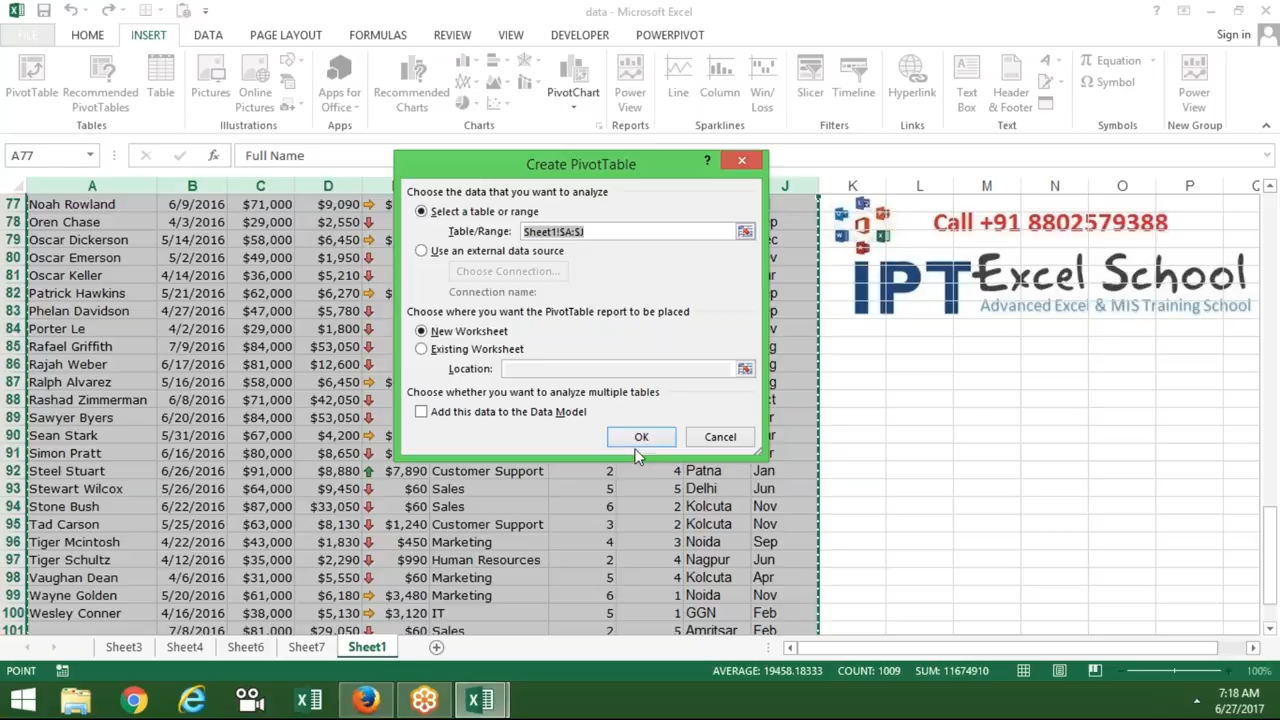 data - Microsoft Excel
FILE HOME INSERT DATA PAGE LAYOUT FORMULAS REVIEW VIEW DEVELOPER POWERPIVOT Sign in
PivotTable Recommended PivotTables Table Pictures Online Pictures Apps for Office Recommended Charts PivotChart Power View Line Column Win/Loss Slicer Timeline Hyperlink Text Box Header & Footer Equation Symbol Power View
Tables Illustrations Apps Charts Reports Sparklines Filters Links Text Symbols New Group
A77 fx Full Name
Create PivotTable ?
Choose the data that you want to analyze
Select a table or range
Table/Range: Sheet1!$A:$J
Use an external data source
Choose Connection...
Connection name:
Choose where you want the PivotTable report to be placed
New Worksheet
Existing Worksheet
Location:
Choose whether you want to analyze multiple tables
Add this data to the Data Model
OK Cancel
A B C D J K L M N O P
77 Noah Rowland 6/9/2016 $71,000 $9,090
78 Oren Chase 4/3/2016 $29,000 $2,550
79 Oscar Dickerson 5/14/2016 $58,000 $6,450
80 Oscar Emerson 5/2/2016 $49,000 $1,950
81 Oscar Keller 4/14/2016 $36,000 $5,210
82 Patrick Hawkins 5/21/2016 $62,000 $6,270
83 Phelan Davidson 4/27/2016 $47,000 $5,780
84 Porter Le 4/2/2016 $29,000 $1,800
85 Rafael Griffith 7/9/2016 $84,000 $53,050
86 Rajah Weber 6/17/2016 $81,000 $12,600
87 Ralph Alvarez 5/16/2016 $58,000 $6,450
88 Rashad Zimmerman 6/8/2016 $71,000 $42,050
89 Sawyer Byers 6/20/2016 $84,000 $53,050
90 Sean Stark 5/31/2016 $67,000 $4,200
91 Simon Pratt 6/10/2016 $80,000 $8,650
92 Steel Stuart 6/26/2016 $91,000 $8,880 $7,890 Customer Support 2 4 Patna Jan
93 Stewart Wilcox 5/26/2016 $64,000 $9,450 $60 Sales 5 5 Delhi Jun
94 Stone Bush 6/22/2016 $87,000 $33,050 $60 Sales 6 2 Kolcuta Nov
95 Tad Carson 5/25/2016 $63,000 $8,130 $1,240 Customer Support 3 2 Kolcuta Nov
96 Tiger Mcintosh 4/22/2016 $43,000 $1,830 $450 Marketing 4 3 Noida Sep
97 Tiger Schultz 4/12/2016 $35,000 $2,290 $990 Human Resources 2 4 Nagpur Jun
98 Vaughan Dean 4/6/2016 $31,000 $5,550 $60 Marketing 5 4 Kolcuta Apr
99 Wayne Golden 5/20/2016 $61,000 $6,180 $3,480 Marketing 6 1 Noida Nov
100 Wesley Conner 4/16/2016 $38,000 $5,130 $3,120 IT 5 1 GGN Feb
101 7/8/2016 $81,000 $29,050 $60 Sales 2 5 Amritsar Feb
Call +91 8802579388
IPT Excel School
Advanced Excel & MIS Training School
Sheet3 Sheet4 Sheet6 Sheet7 Sheet1
POINT AVERAGE: 19458.18333 COUNT: 1009 SUM: 11674910 100%
7:18 AM
6/27/2017